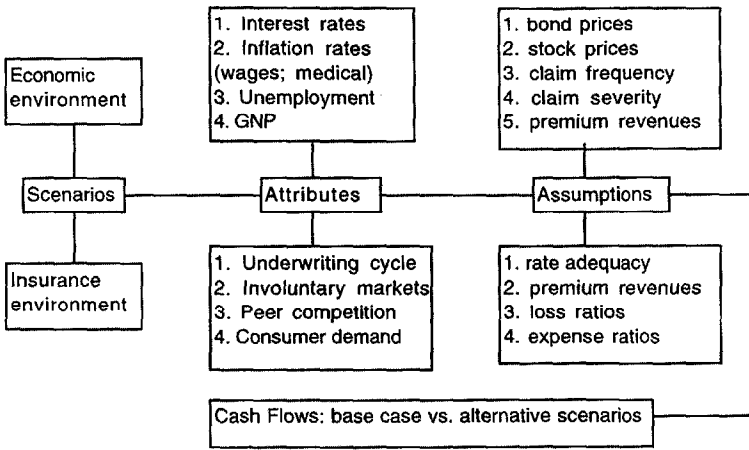 Economic
environment
1. Interest rates
2. Inflation rates
(wages; medical)
3. Unemployment
4. GNP
1. bond prices
2. stock prices
3. claim frequency
4. claim severity
5. premium revenues
Scenarios
Attributes
Assumptions
Insurance
environment
1. Underwriting cycle
2. Involuntary markets
3. Peer competition
4. Consumer demand
1. rate adequacy
2. premium revenues
3. loss ratios
4. expense ratios
Cash Flows: base case vs. alternative scenarios